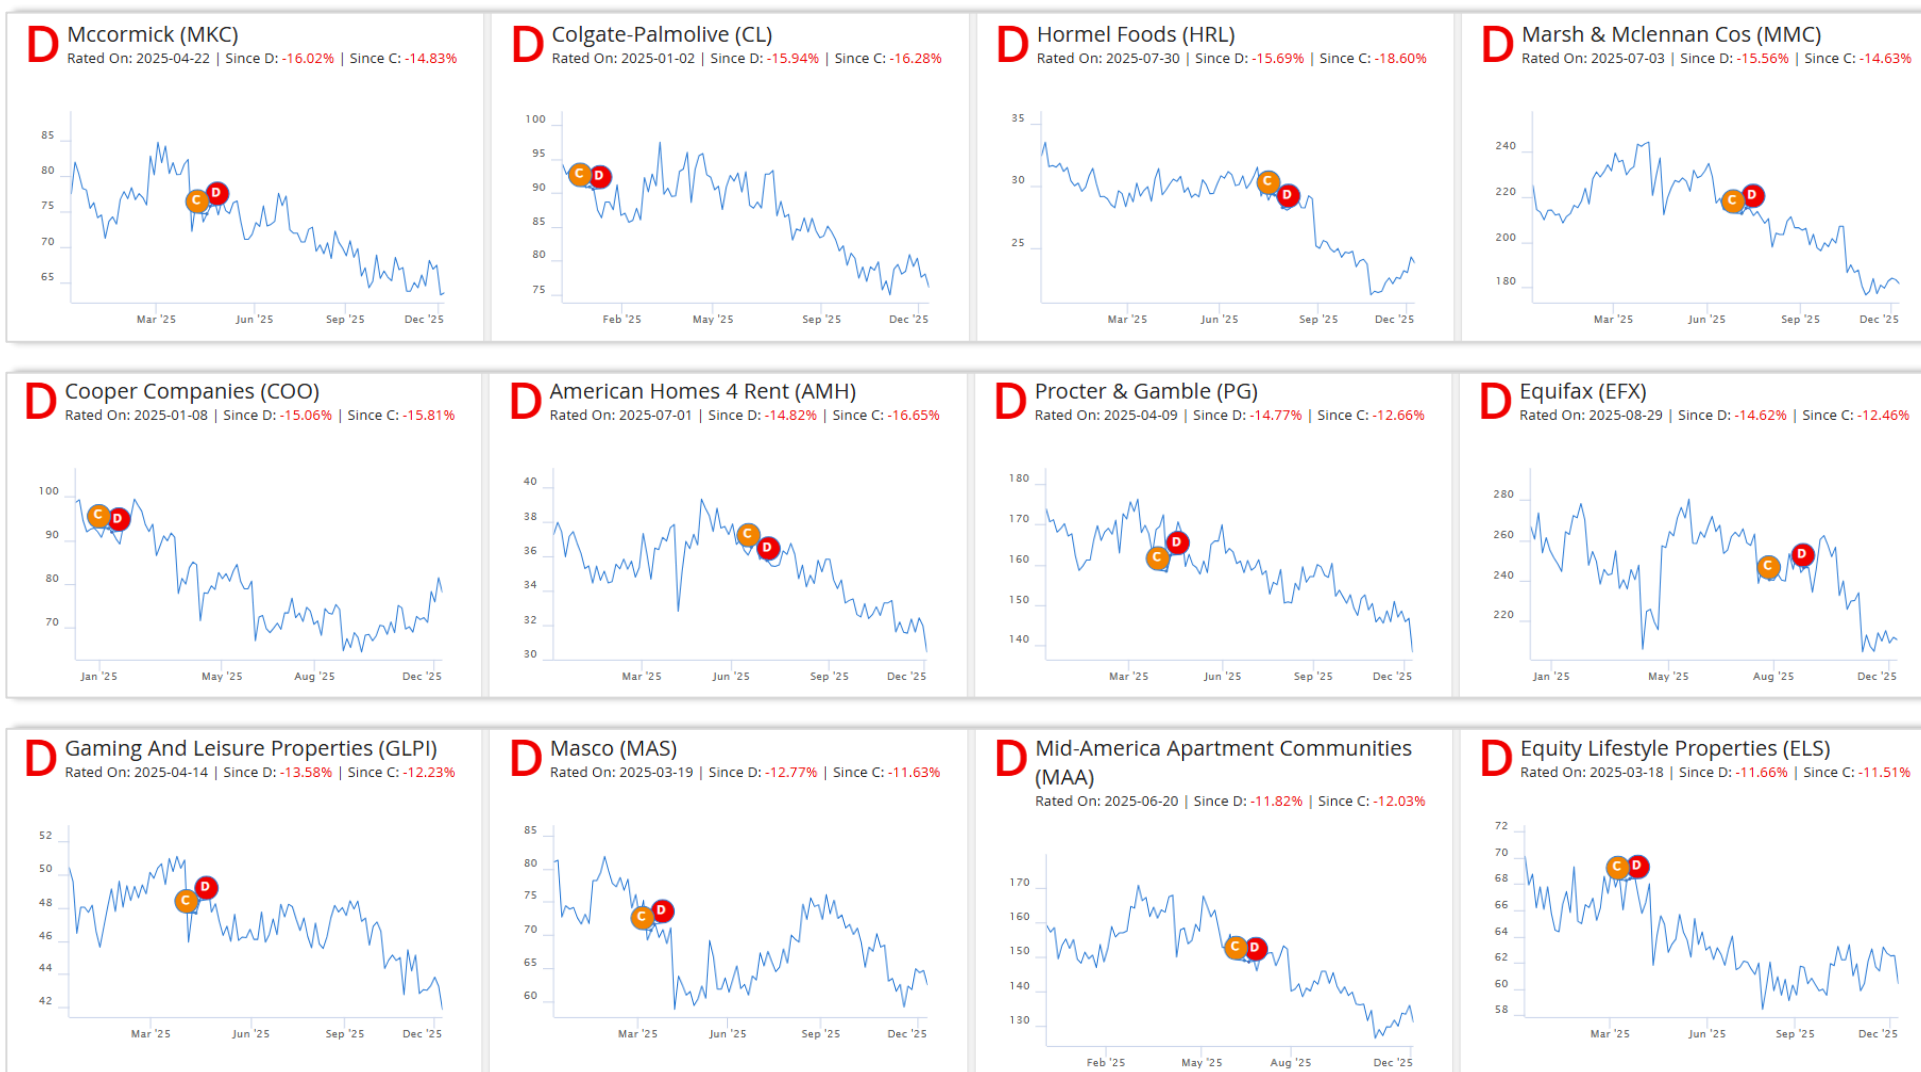 D Mccormick (MKC)
Rated On: 2025-04-22 | Since D: -16.02% | Since C: -14.83%
85
80
75
70
65
C D
Mar '25 Jun '25 Sep '25 Dec '25
D Colgate-Palmolive (CL)
Rated On: 2025-01-02 | Since D: -15.94% | Since C: -16.28%
100
95
90
85
80
75
C D
Feb '25 May '25 Sep '25 Dec '25
D Hormel Foods (HRL)
Rated On: 2025-07-30 | Since D: -15.69% | Since C: -18.60%
35
30
25
C D
Mar '25 Jun '25 Sep '25 Dec '25
D Marsh & Mclennan Cos (MMC)
Rated On: 2025-07-03 | Since D: -15.56% | Since C: -14.63%
240
220
200
180
C D
Mar '25 Jun '25 Sep '25 Dec '25
D Cooper Companies (COO)
Rated On: 2025-01-08 | Since D: -15.06% | Since C: -15.81%
100
90
80
70
C D
Jan '25 May '25 Aug '25 Dec '25
D American Homes 4 Rent (AMH)
Rated On: 2025-07-01 | Since D: -14.82% | Since C: -16.65%
40
38
36
34
32
30
C D
Mar '25 Jun '25 Sep '25 Dec '25
D Procter & Gamble (PG)
Rated On: 2025-04-09 | Since D: -14.77% | Since C: -12.66%
180
170
160
150
140
C D
Mar '25 Jun '25 Sep '25 Dec '25
D Equifax (EFX)
Rated On: 2025-08-29 | Since D: -14.62% | Since C: -12.46%
280
260
240
220
C D
Jan '25 May '25 Aug '25 Dec '25
D Gaming And Leisure Properties (GLPI)
Rated On: 2025-04-14 | Since D: -13.58% | Since C: -12.23%
52
50
48
46
44
42
C D
Mar '25 Jun '25 Sep '25 Dec '25
D Masco (MAS)
Rated On: 2025-03-19 | Since D: -12.77% | Since C: -11.63%
85
80
75
70
65
60
C D
Mar '25 Jun '25 Sep '25 Dec '25
D Mid-America Apartment Communities
(MAA)
Rated On: 2025-06-20 | Since D: -11.82% | Since C: -12.03%
170
160
150
140
130
C D
Feb '25 May '25 Aug '25 Dec '25
D Equity Lifestyle Properties (ELS)
Rated On: 2025-03-18 | Since D: -11.66% | Since C: -11.51%
72
70
68
66
64
62
60
58
C D
Mar '25 Jun '25 Sep '25 Dec '25